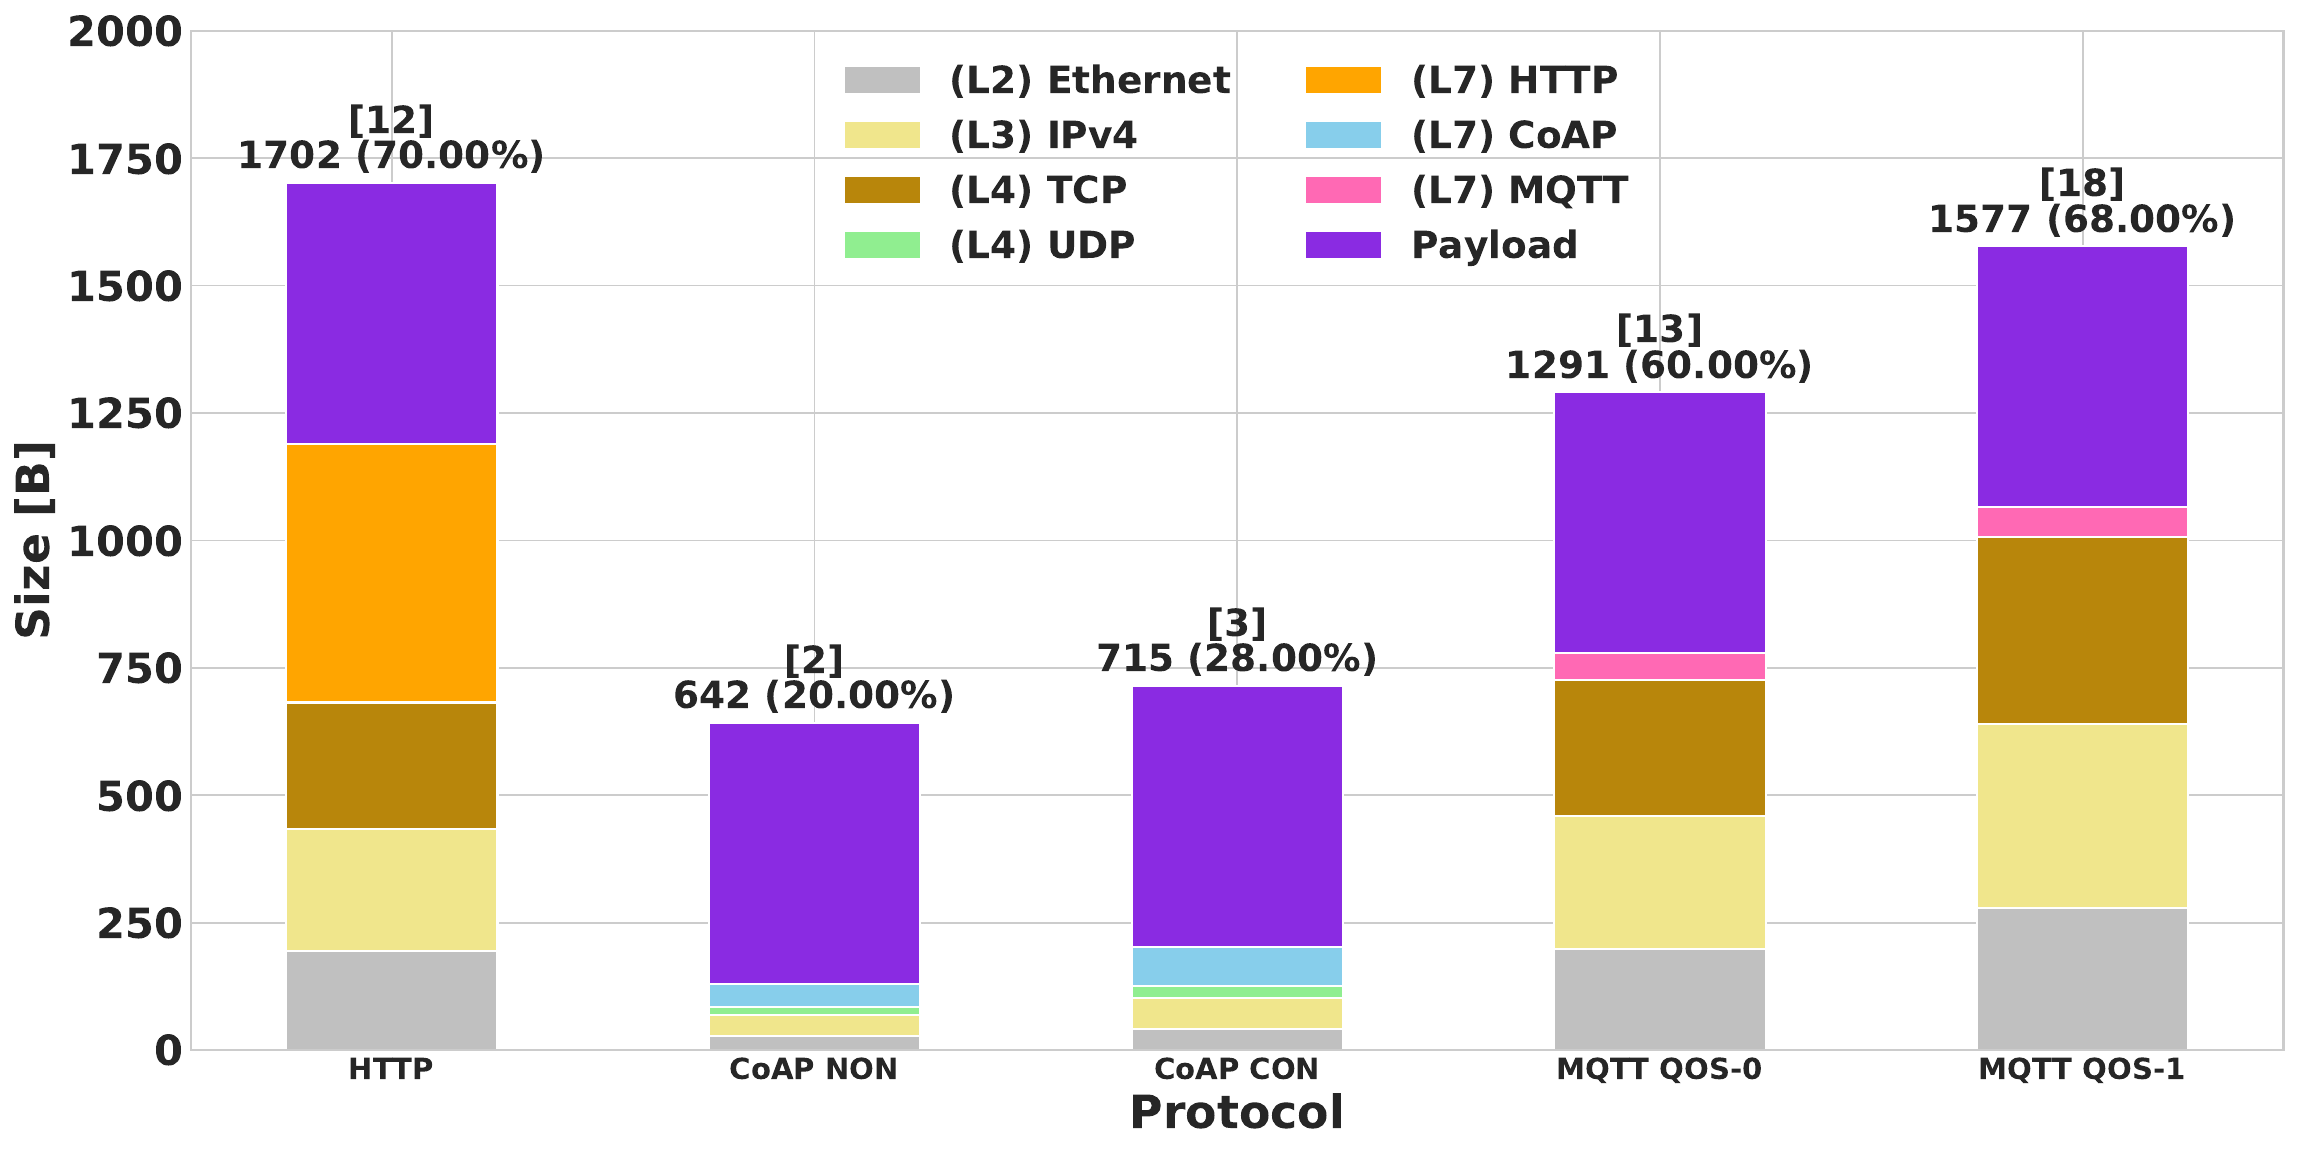 2000
1750
1500
1250
1000
750
500
250
0
Size [B]
(L2) Ethernet
(L3) IPv4
(L4) TCP
(L4) UDP
(L7) HTTP
(L7) CoAP
(L7) MQTT
Payload
[12]
1702 (70.00%)
[2]
642 (20.00%)
[3]
715 (28.00%)
[13]
1291 (60.00%)
[18]
1577 (68.00%)
HTTP
CoAP NON
CoAP CON
MQTT QOS-0
MQTT QOS-1
Protocol